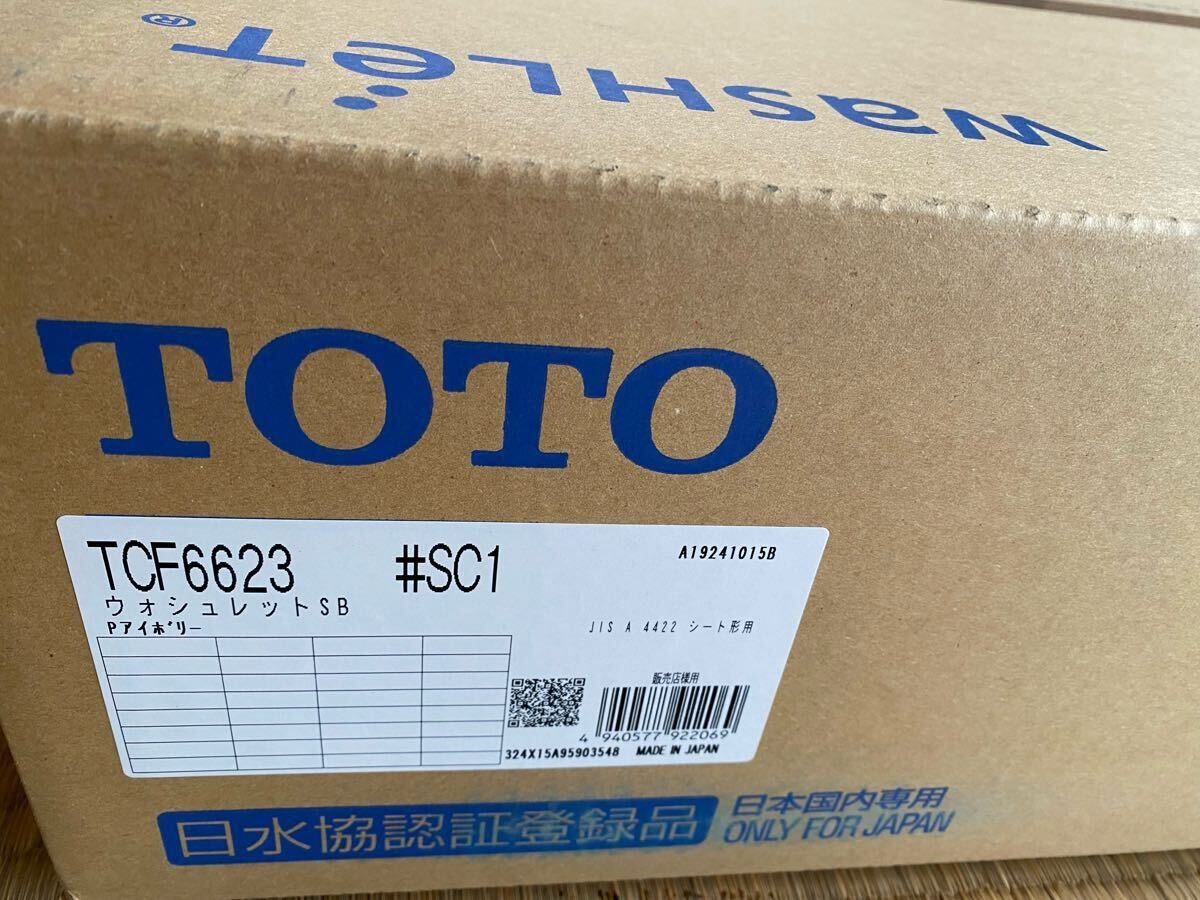 WASHLET®
TOTO
TCF6623 #SC1 A19241015B
ウォシュレットSB
Pアイボリー JIS A 4422 シート形用
販売店様用
4 940577 922069
324X15A95903548 MADE IN JAPAN
日水協認証登録品 日本国内専用
ONLY FOR JAPAN